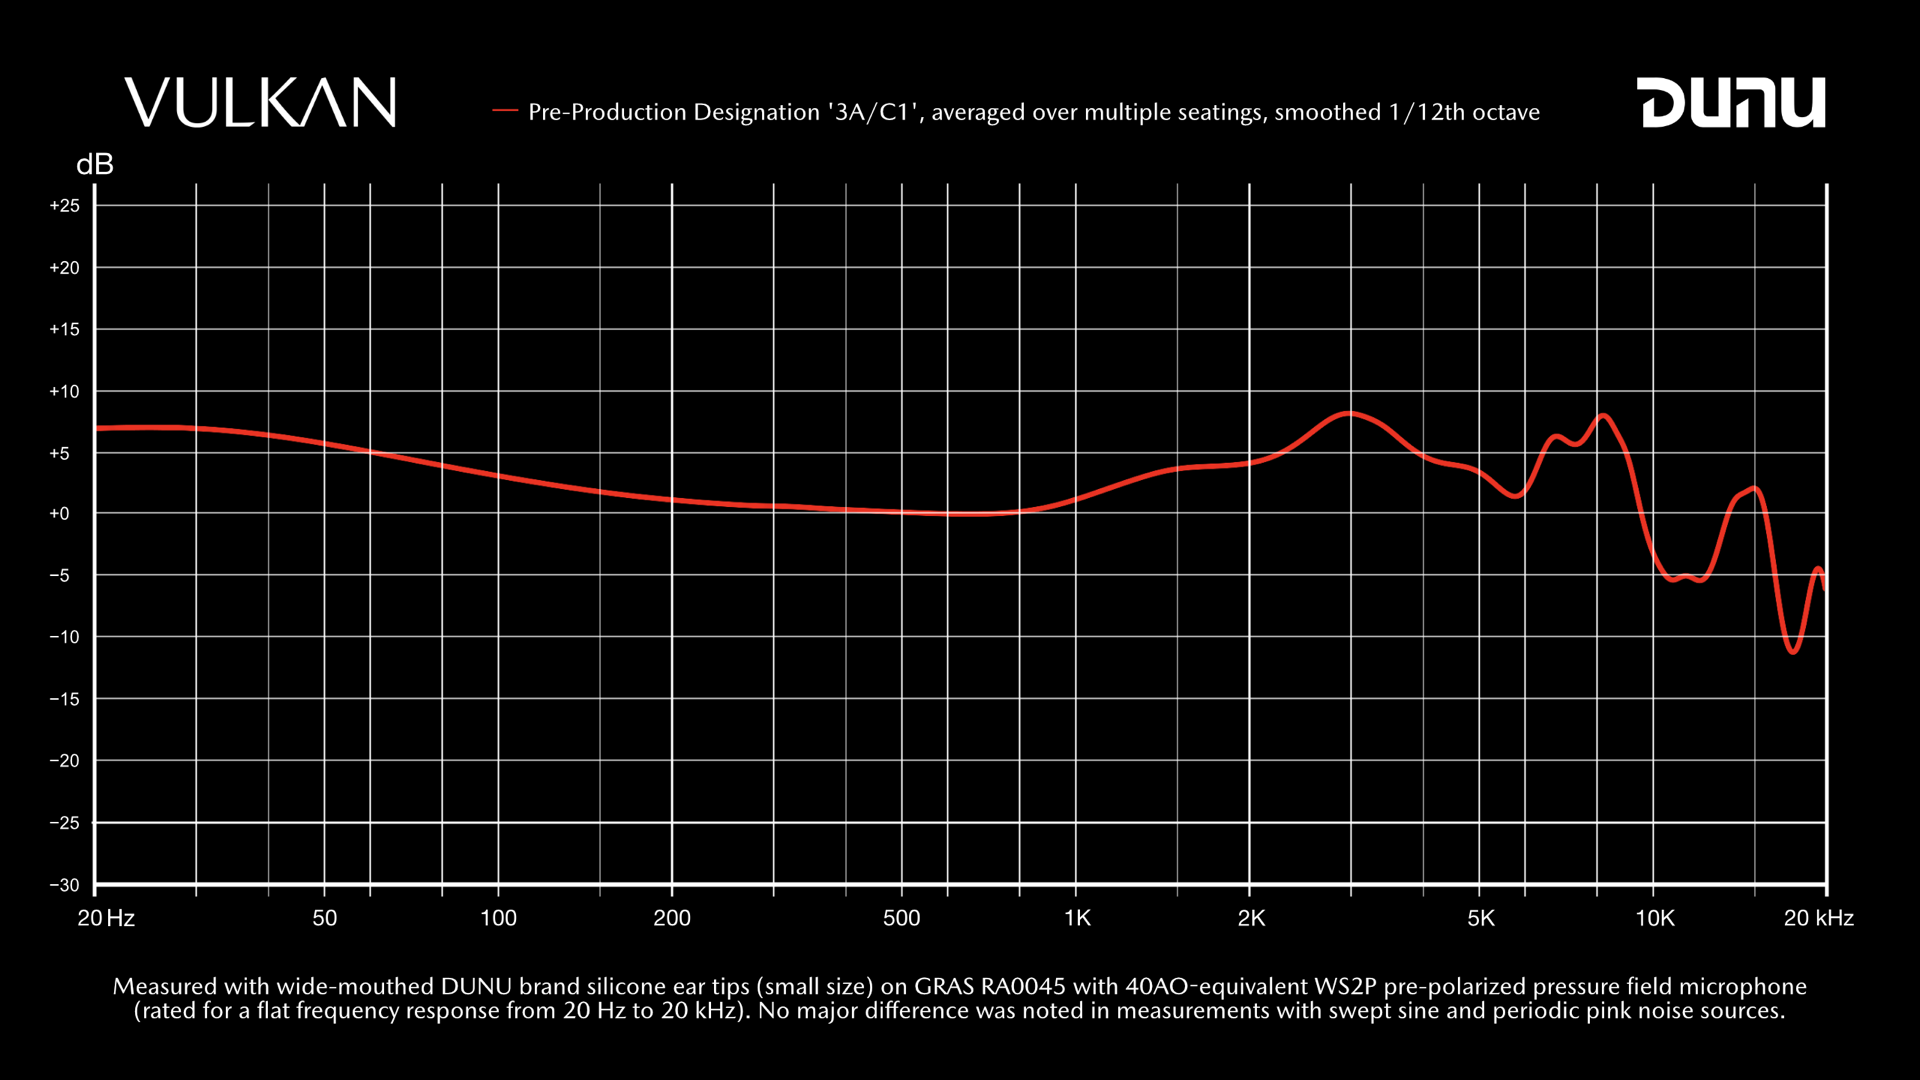 VULKAN
Pre-Production Designation '3A/C1', averaged over multiple seatings, smoothed 1/12th octave
DUNU
dB
+25
+20
+15
+10
+5
+0
−5
−10
−15
−20
−25
−30
20 Hz 50 100 200 500 1K 2K 5K 10K 20 kHz
Measured with wide-mouthed DUNU brand silicone ear tips (small size) on GRAS RA0045 with 40AO-equivalent WS2P pre-polarized pressure field microphone
(rated for a flat frequency response from 20 Hz to 20 kHz). No major difference was noted in measurements with swept sine and periodic pink noise sources.